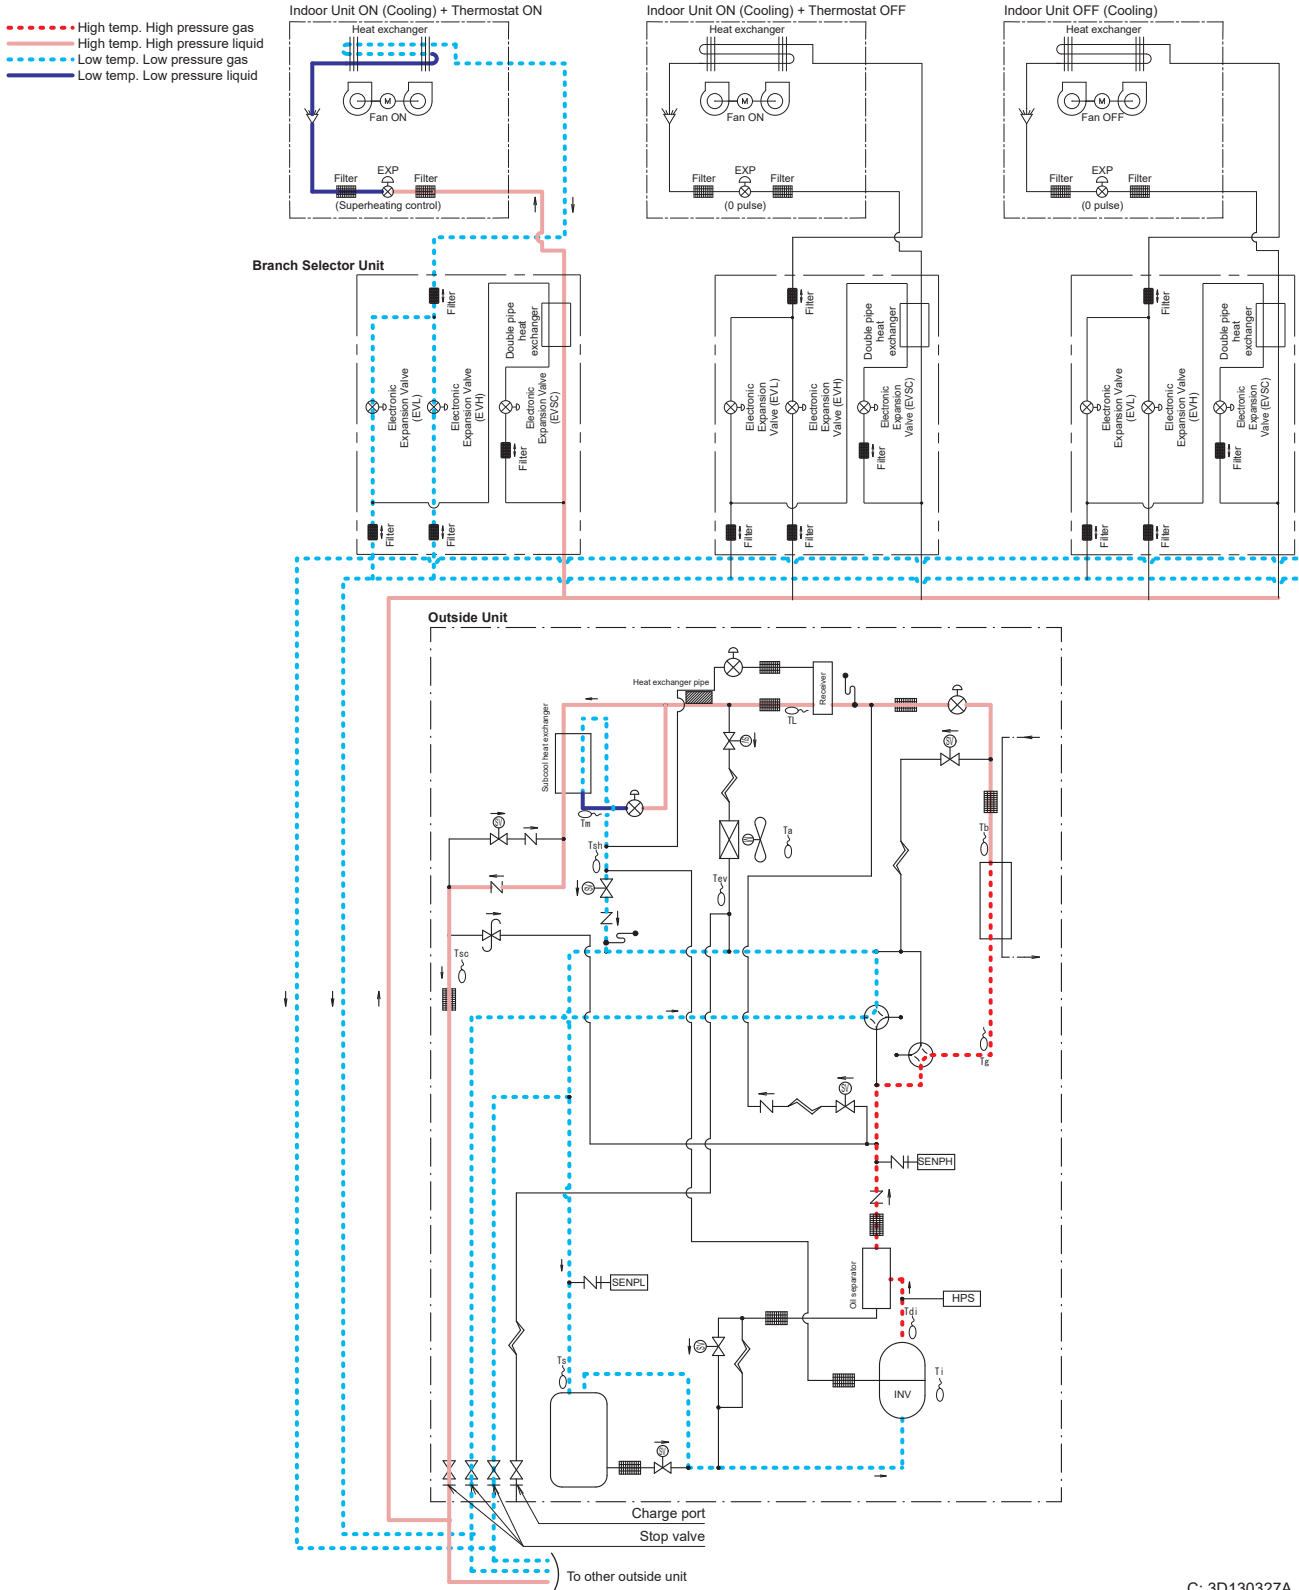 Indoor Unit ON (Cooling) + Thermostat ON
Indoor Unit ON (Cooling) + Thermostat OFF
Indoor Unit OFF (Cooling)
High temp. High pressure gas
High temp. High pressure liquid
Low temp. Low pressure gas
Low temp. Low pressure liquid
Heat exchanger
Heat exchanger
Heat exchanger
M
M
M
Fan ON
Fan ON
Fan OFF
Filter
EXP
Filter
(Superheating control)
Filter
EXP
Filter
(0 pulse)
Filter
EXP
Filter
(0 pulse)
Branch Selector Unit
Filter
Double pipe
heat
exchanger
Electronic
Expansion Valve
(EVL)
Electronic
Expansion Valve
(EVH)
Electronic
Expansion Valve
(EVSC)
Filter
Filter
Filter
Filter
Double pipe
heat
exchanger
Electronic
Expansion
Valve (EVL)
Electronic
Expansion
Valve (EVH)
Electronic
Expansion
Valve (EVSC)
Filter
Filter
Filter
Filter
Double pipe
heat
exchanger
Electronic
Expansion Valve
(EVL)
Electronic
Expansion Valve
(EVH)
Electronic
Expansion
Valve (EVSC)
Filter
Filter
Filter
Outside Unit
Heat exchanger pipe
Receiver
TL
Subcool heat exchanger
SV
SV
Tm
SV
Tsh
Ta
Tb
SV
Tev
Tsc
Tg
SV
SENPH
SENPL
Oil separator
HPS
Tdi
SV
Ts
Ti
INV
SV
Charge port
Stop valve
To other outside unit
C: 3D130327A